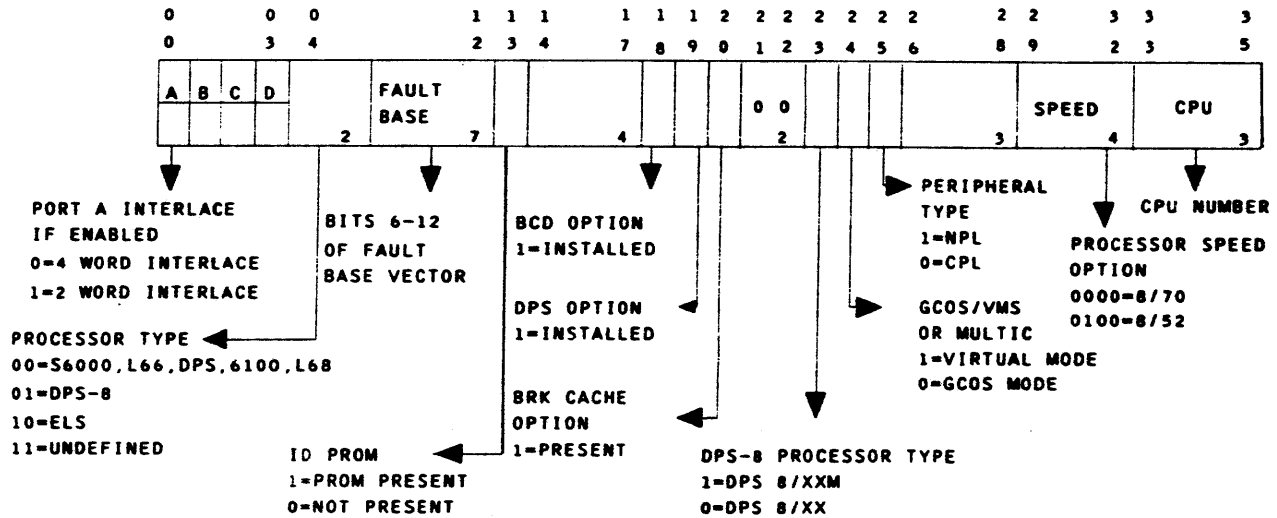 0 0 0 1 1 1 1 1 1 2 2 2 2 2 2 2 2 2 3 3 3
0 3 4 2 3 4 7 8 9 0 1 2 3 4 5 6 8 9 2 3 5
A B C D
FAULT
BASE
0 0
SPEED
CPU
2 7 4 2 3 4 3
PORT A INTERLACE
IF ENABLED
0=4 WORD INTERLACE
1=2 WORD INTERLACE
BITS 6-12
OF FAULT
BASE VECTOR
BCD OPTION
1=INSTALLED
PERIPHERAL
TYPE
1=NPL
0=CPL
CPU NUMBER
PROCESSOR SPEED
OPTION
0000=8/70
0100=8/52
DPS OPTION
1=INSTALLED
GCOS/VMS
OR MULTIC
1=VIRTUAL MODE
0=GCOS MODE
PROCESSOR TYPE
00=S6000,L66,DPS,6100,L68
01=DPS-8
10=ELS
11=UNDEFINED
BRK CACHE
OPTION
1=PRESENT
ID PROM
1=PROM PRESENT
0=NOT PRESENT
DPS-8 PROCESSOR TYPE
1=DPS 8/XXM
0=DPS 8/XX